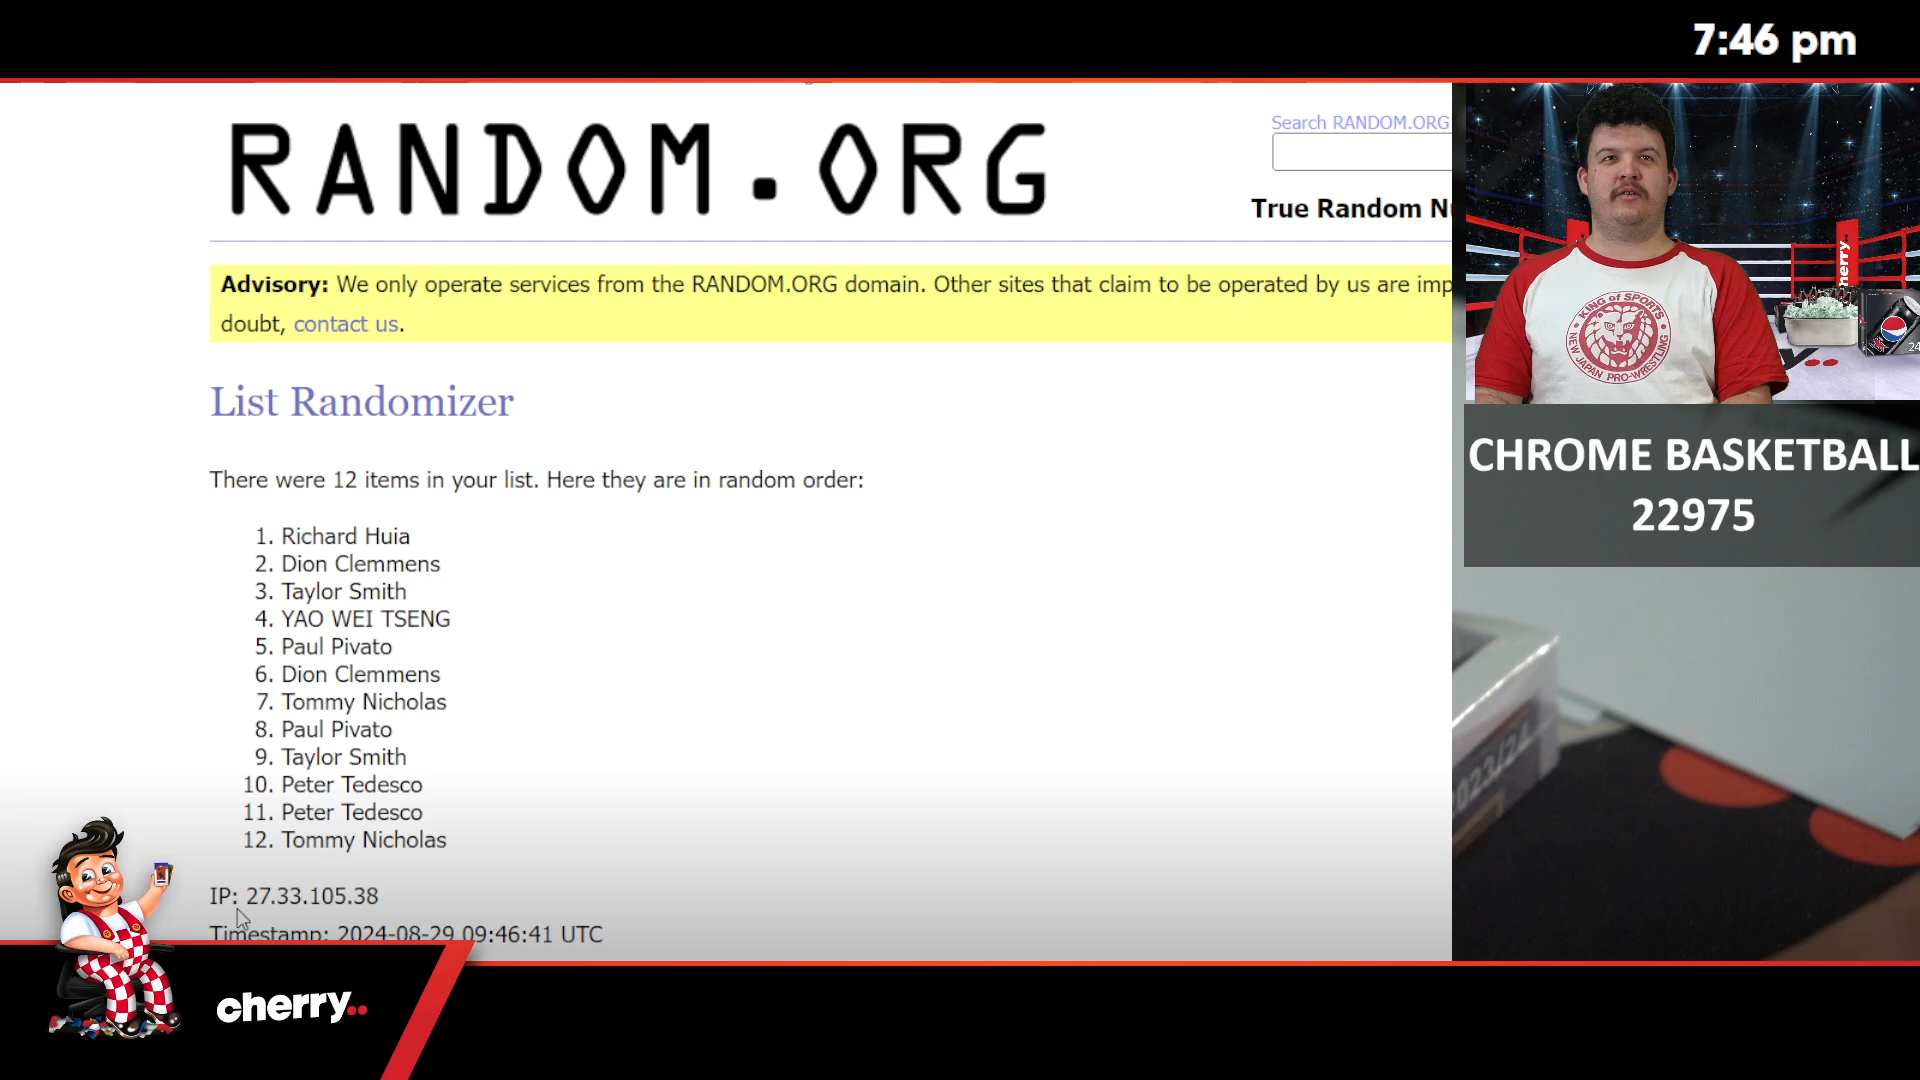 7:46 pm
RANDOM.ORG
Search RANDOM.ORG
True Random Nu
Advisory: We only operate services from the RANDOM.ORG domain. Other sites that claim to be operated by us are imp
doubt, contact us.
List Randomizer
There were 12 items in your list. Here they are in random order:
1. Richard Huia
2. Dion Clemmens
3. Taylor Smith
4. YAO WEI TSENG
5. Paul Pivato
6. Dion Clemmens
7. Tommy Nicholas
8. Paul Pivato
9. Taylor Smith
10. Peter Tedesco
11. Peter Tedesco
12. Tommy Nicholas
IP: 27.33.105.38
Timestamp: 2024-08-29 09:46:41 UTC
cherry..
KING OF SPORTS
NEW JAPAN PRO-WRESTLING
herry..
24
CHROME BASKETBALL
22975
2023/24